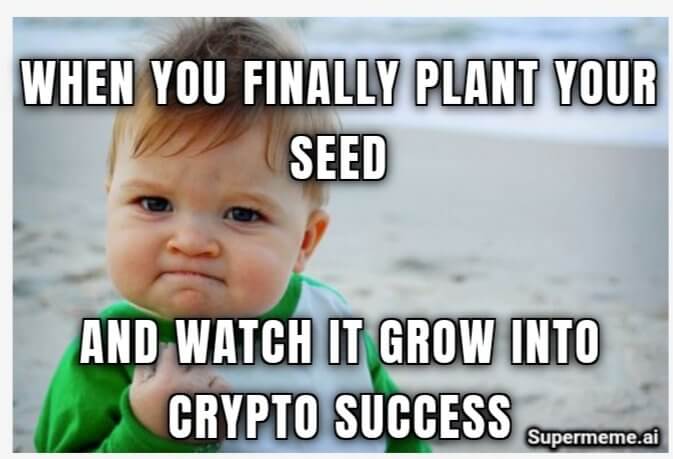 WHEN YOU FINALLY PLANT YOUR
SEED
AND WATCH IT GROW INTO
CRYPTO SUCCESS
Supermeme.ai